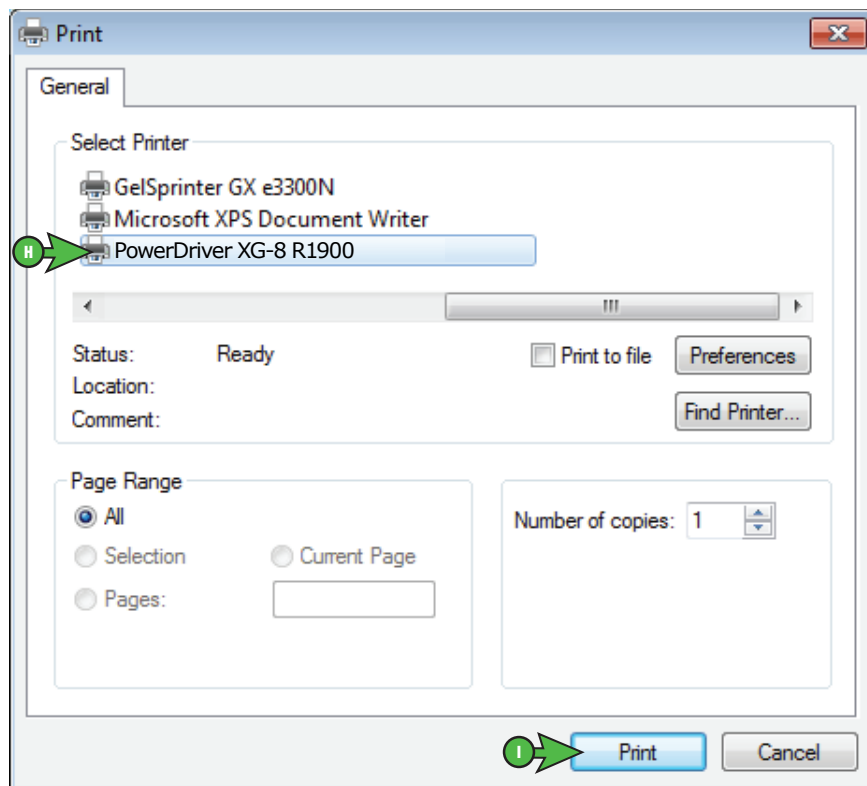 Print
General
Select Printer
GelSprinter GX e3300N
Microsoft XPS Document Writer
H PowerDriver XG-8 R1900
Status: Ready Print to file Preferences
Location:
Comment: Find Printer...
Page Range
All
Number of copies: 1
Selection Current Page
Pages:
I Print Cancel